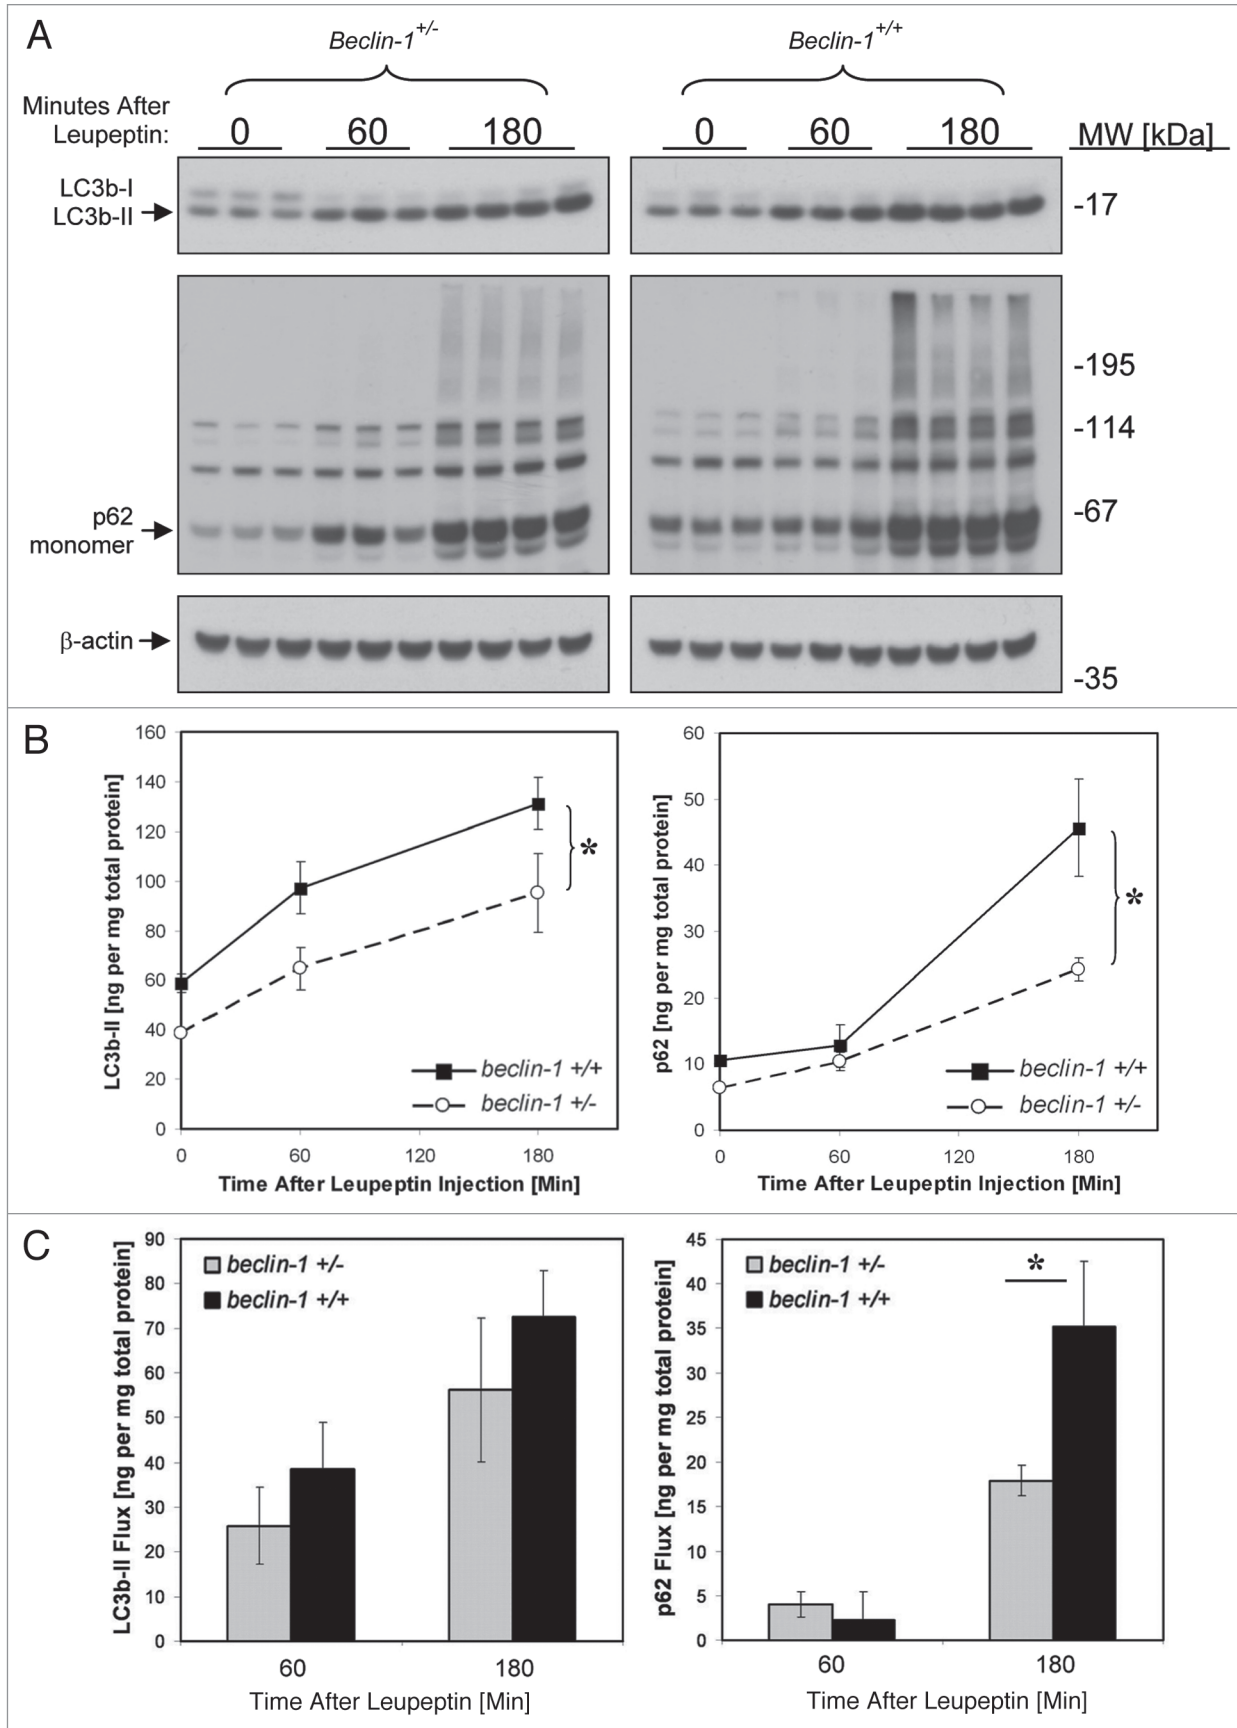 A
Beclin-1+/-
Beclin-1+/+
Minutes After
Leupeptin:
0 60 180
0 60 180
MW [kDa]
LC3b-I
LC3b-II
-17
-195
-114
p62
monomer
-67
β-actin
-35
B
LC3b-II [ng per mg total protein]
160
140
120
100
80
60
40
20
0
*
beclin-1 +/+
beclin-1 +/-
0 60 120 180
Time After Leupeptin Injection [Min]
p62 [ng per mg total protein]
60
50
40
30
20
10
0
*
beclin-1 +/+
beclin-1 +/-
0 60 120 180
Time After Leupeptin Injection [Min]
C
LC3b-II Flux [ng per mg total protein]
90
80
70
60
50
40
30
20
10
0
beclin-1 +/-
beclin-1 +/+
60 180
Time After Leupeptin [Min]
p62 Flux [ng per mg total protein]
45
40
35
30
25
20
15
10
5
0
beclin-1 +/-
beclin-1 +/+
*
60 180
Time After Leupeptin [Min]